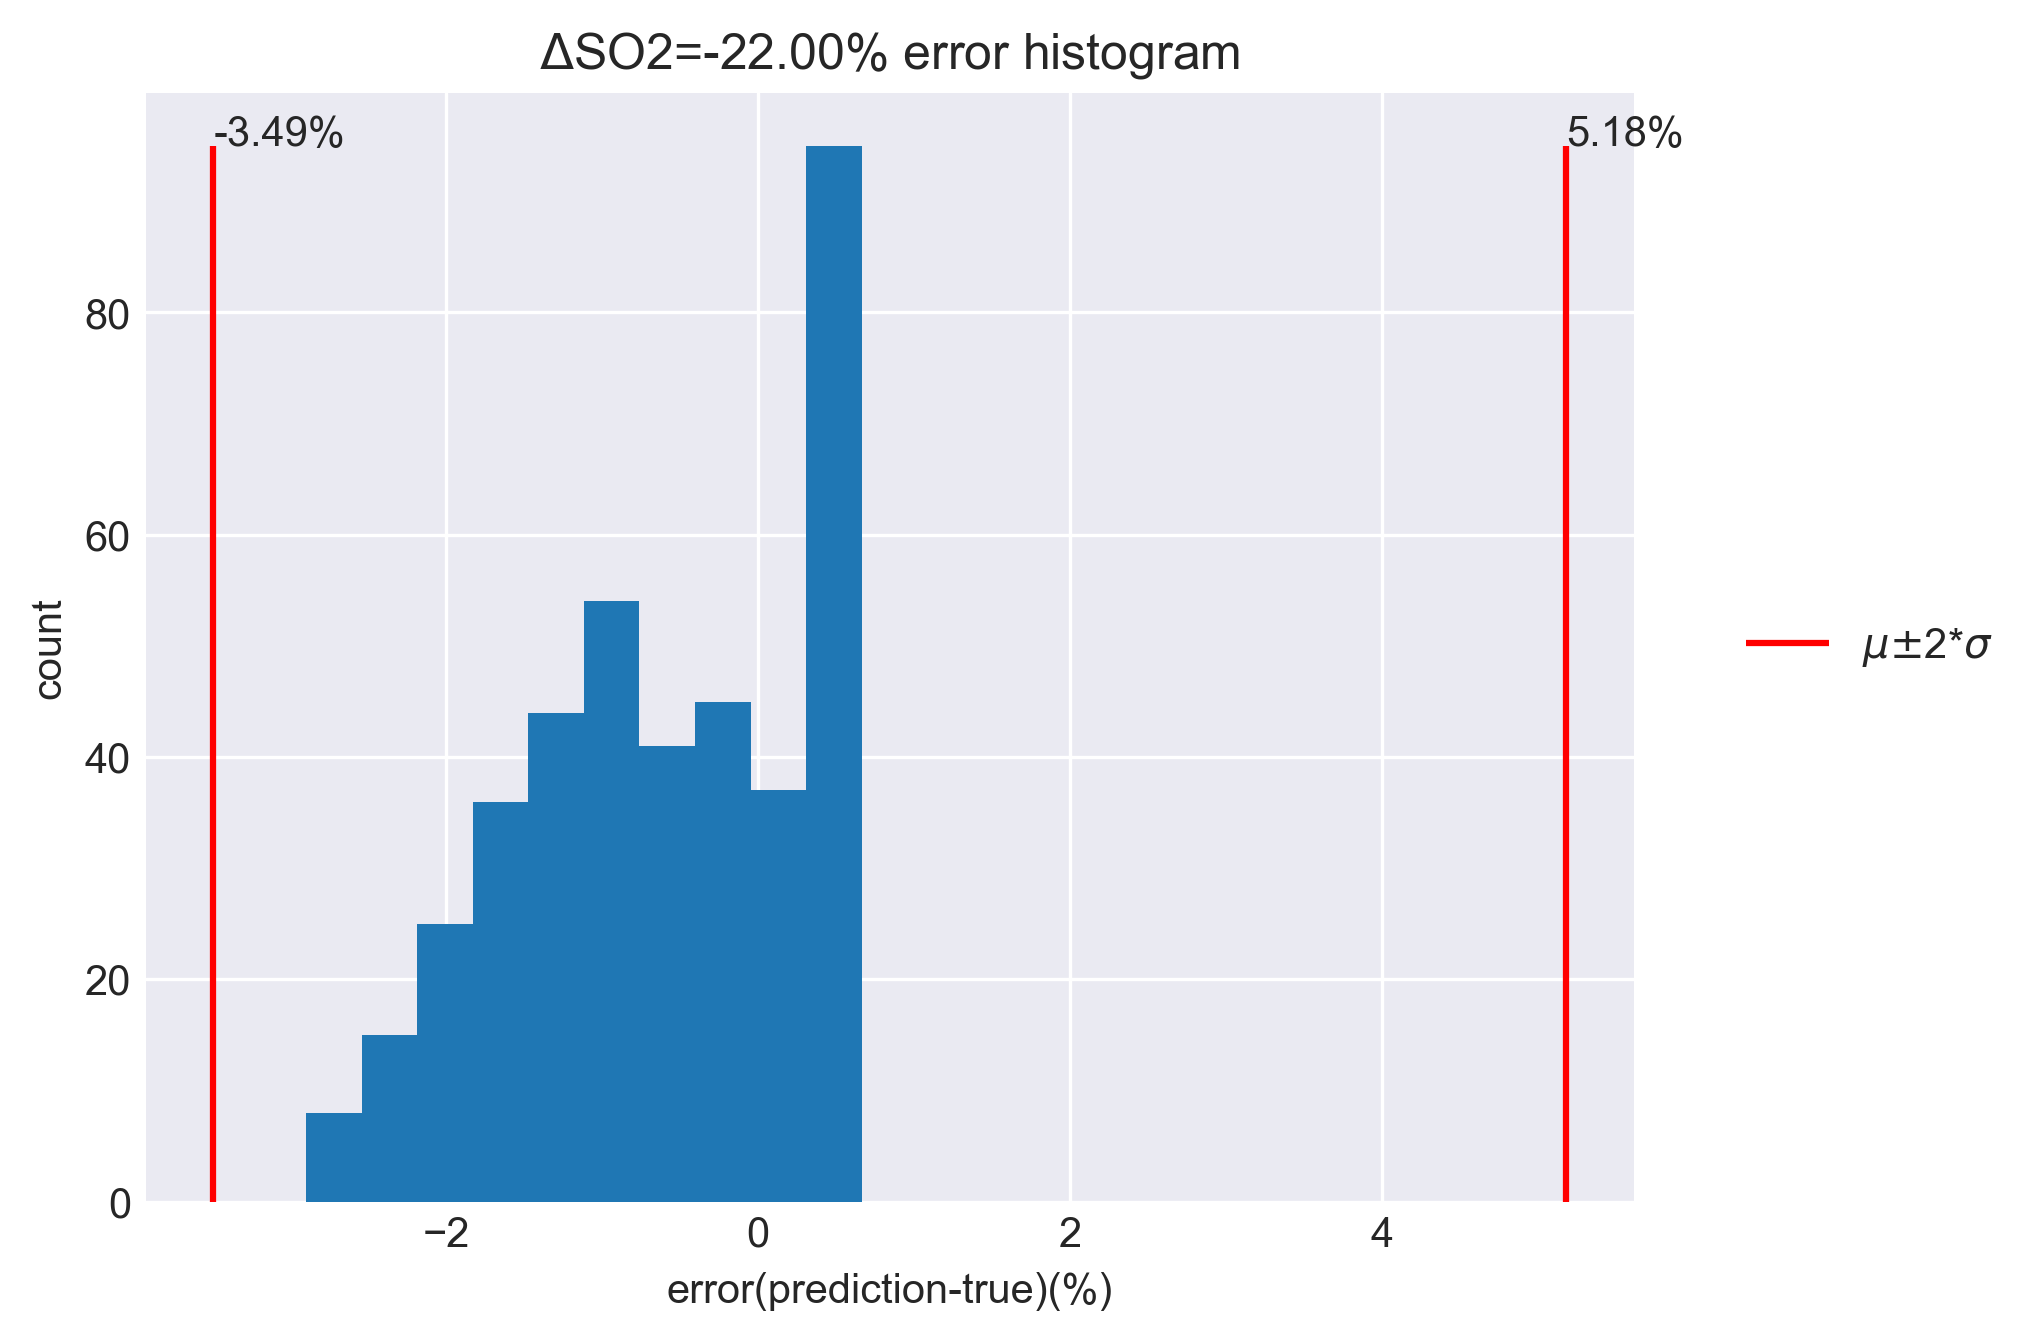 ΔSO2=-22.00% error histogram
-3.49%
5.18%
80
60
40
20
0
count
−2
0
2
4
error(prediction-true)(%)
μ±2*σ